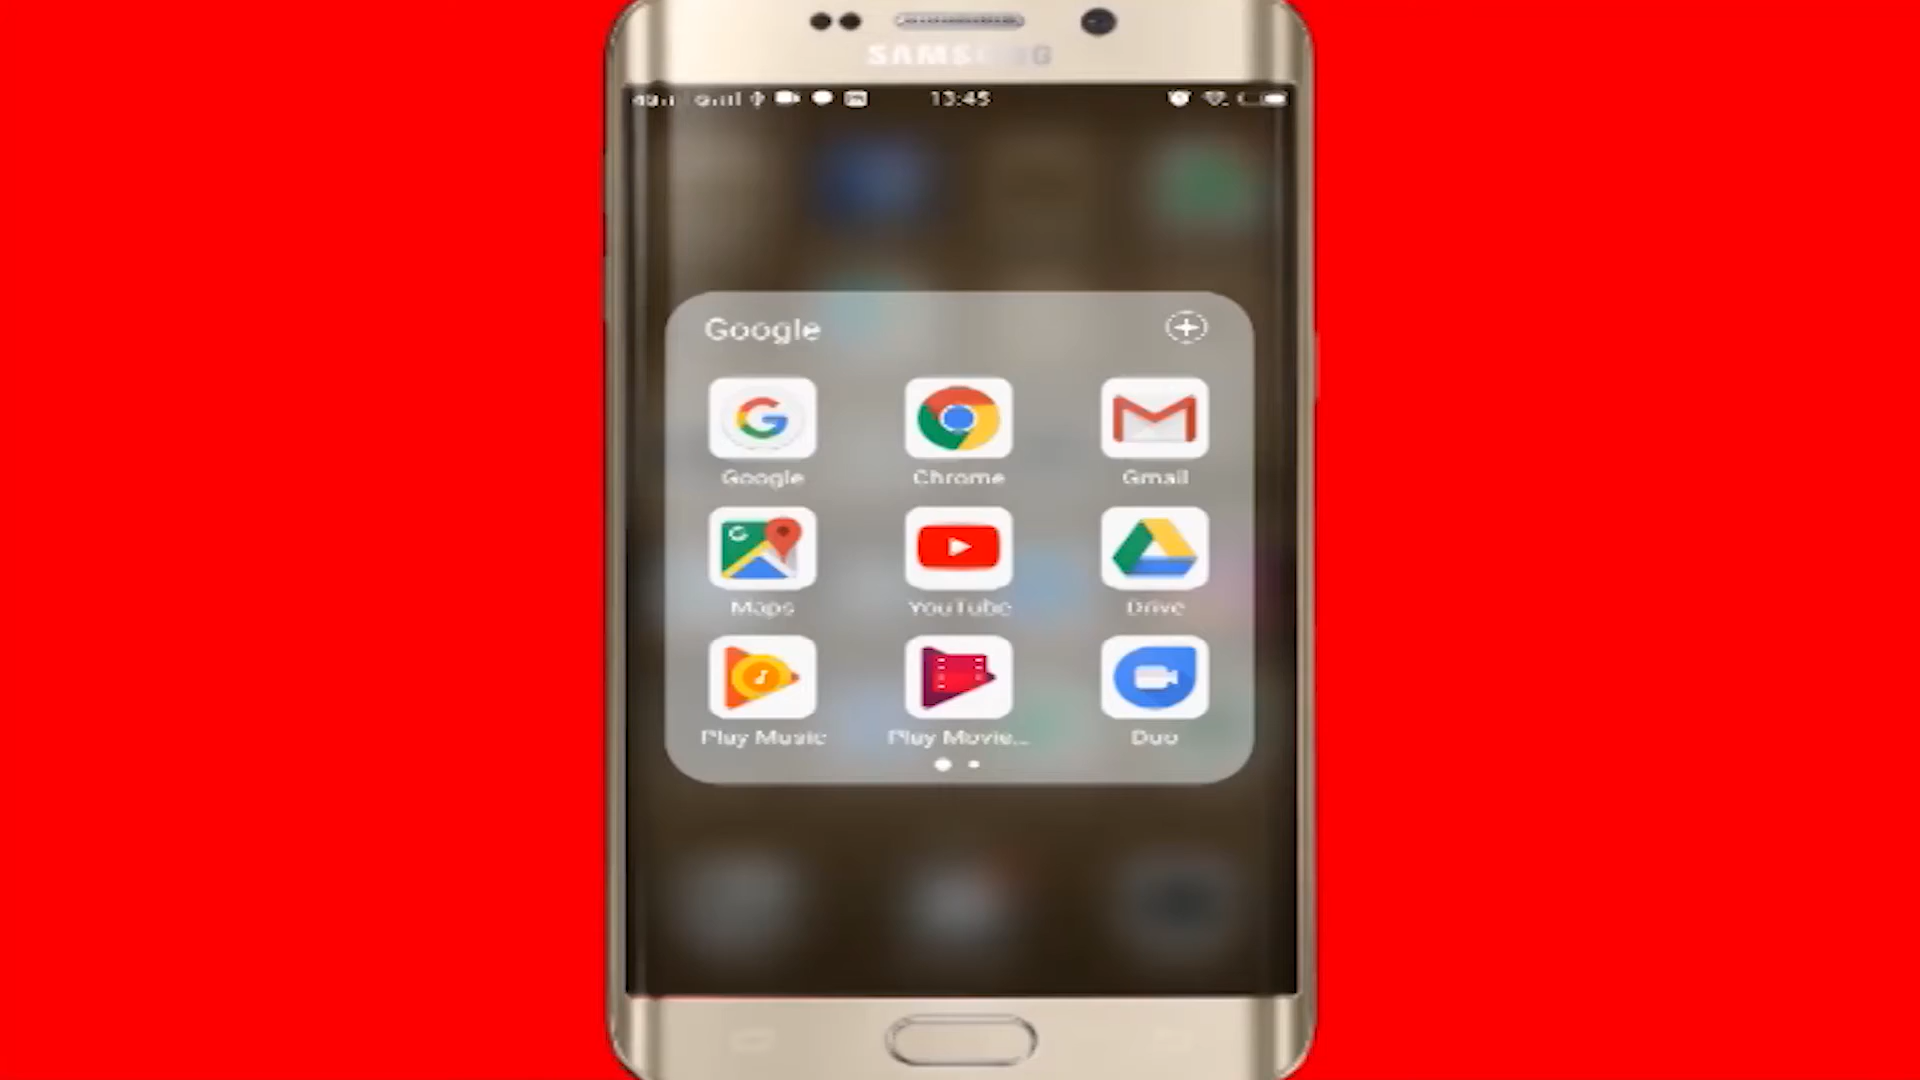 SAMSUNG
13:45
Google
Google Chrome Gmail
Maps YouTube Drive
Play Music Play Movie... Duo